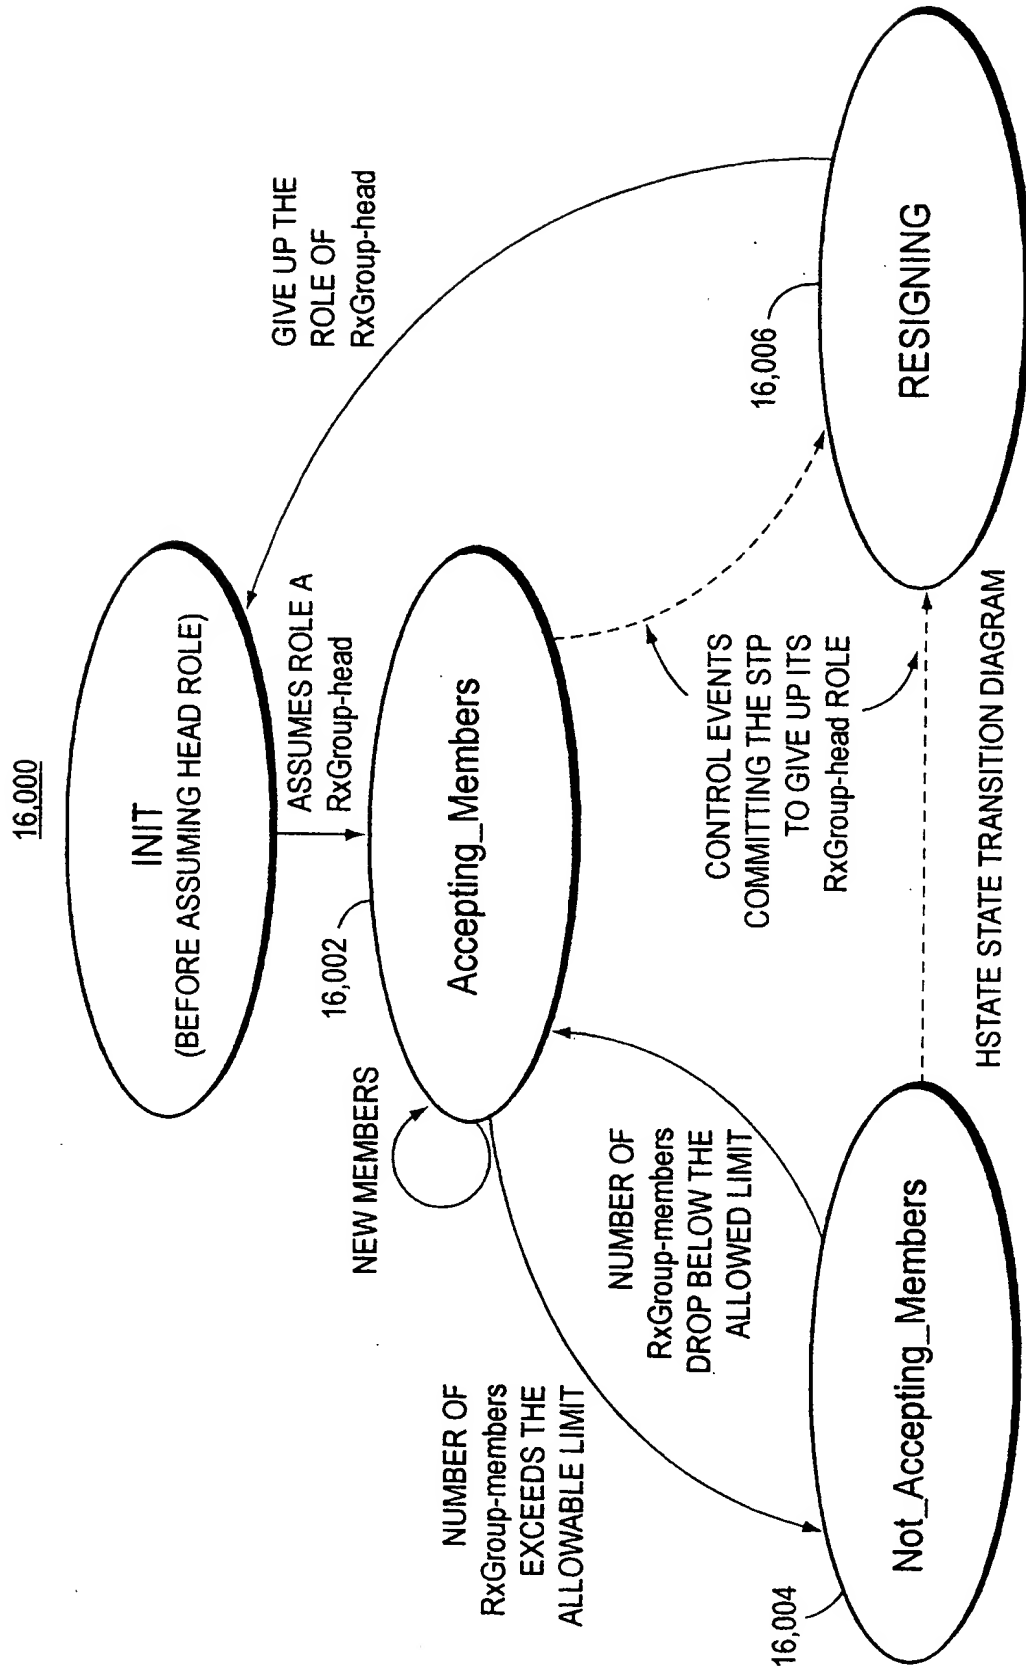 16,000
INIT
(BEFORE ASSUMING HEAD ROLE)
ASSUMES ROLE A
RxGroup-head
GIVE UP THE
ROLE OF
RxGroup-head
16,002
Accepting_Members
NEW MEMBERS
NUMBER OF
RxGroup-members
EXCEEDS THE
ALLOWABLE LIMIT
NUMBER OF
RxGroup-members
DROP BELOW THE
ALLOWED LIMIT
CONTROL EVENTS
COMMITTING THE STP
TO GIVE UP ITS
RxGroup-head ROLE
16,006
RESIGNING
16,004
Not_Accepting_Members
HSTATE STATE TRANSITION DIAGRAM